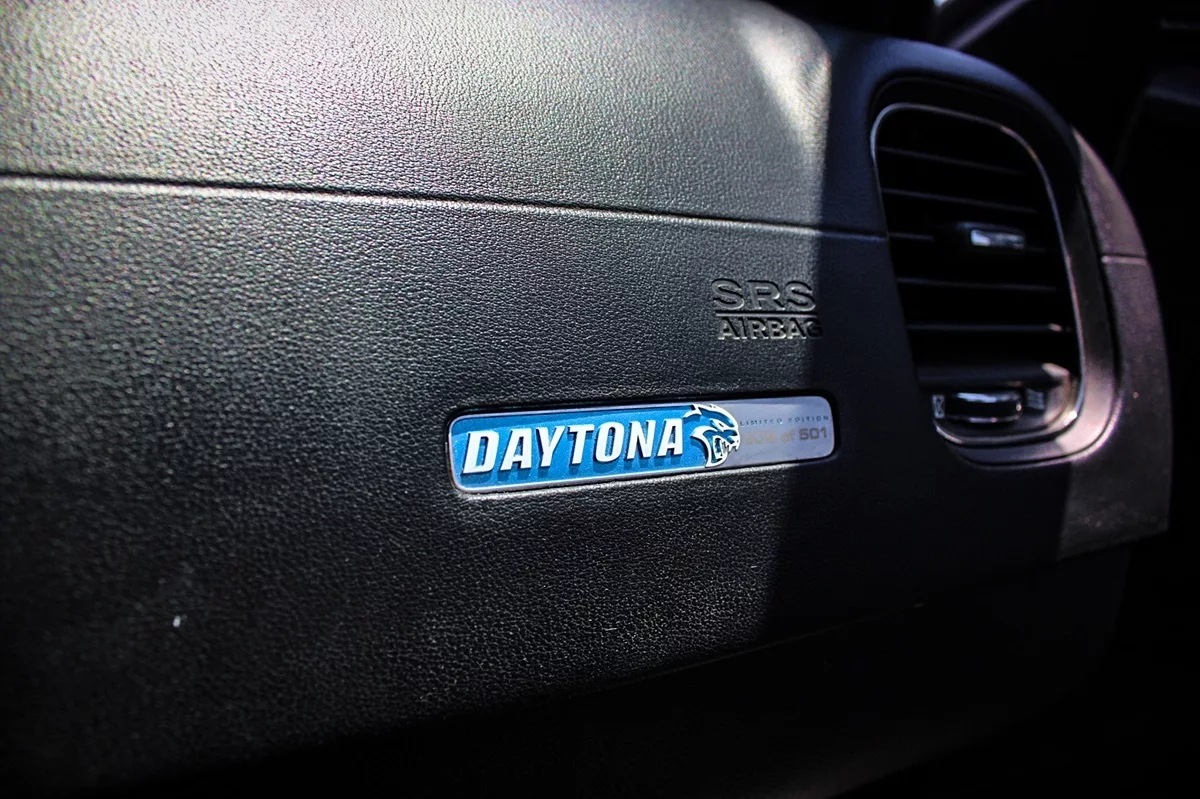 SRS
AIRBAG
DAYTONA
LIMITED EDITION
of 501